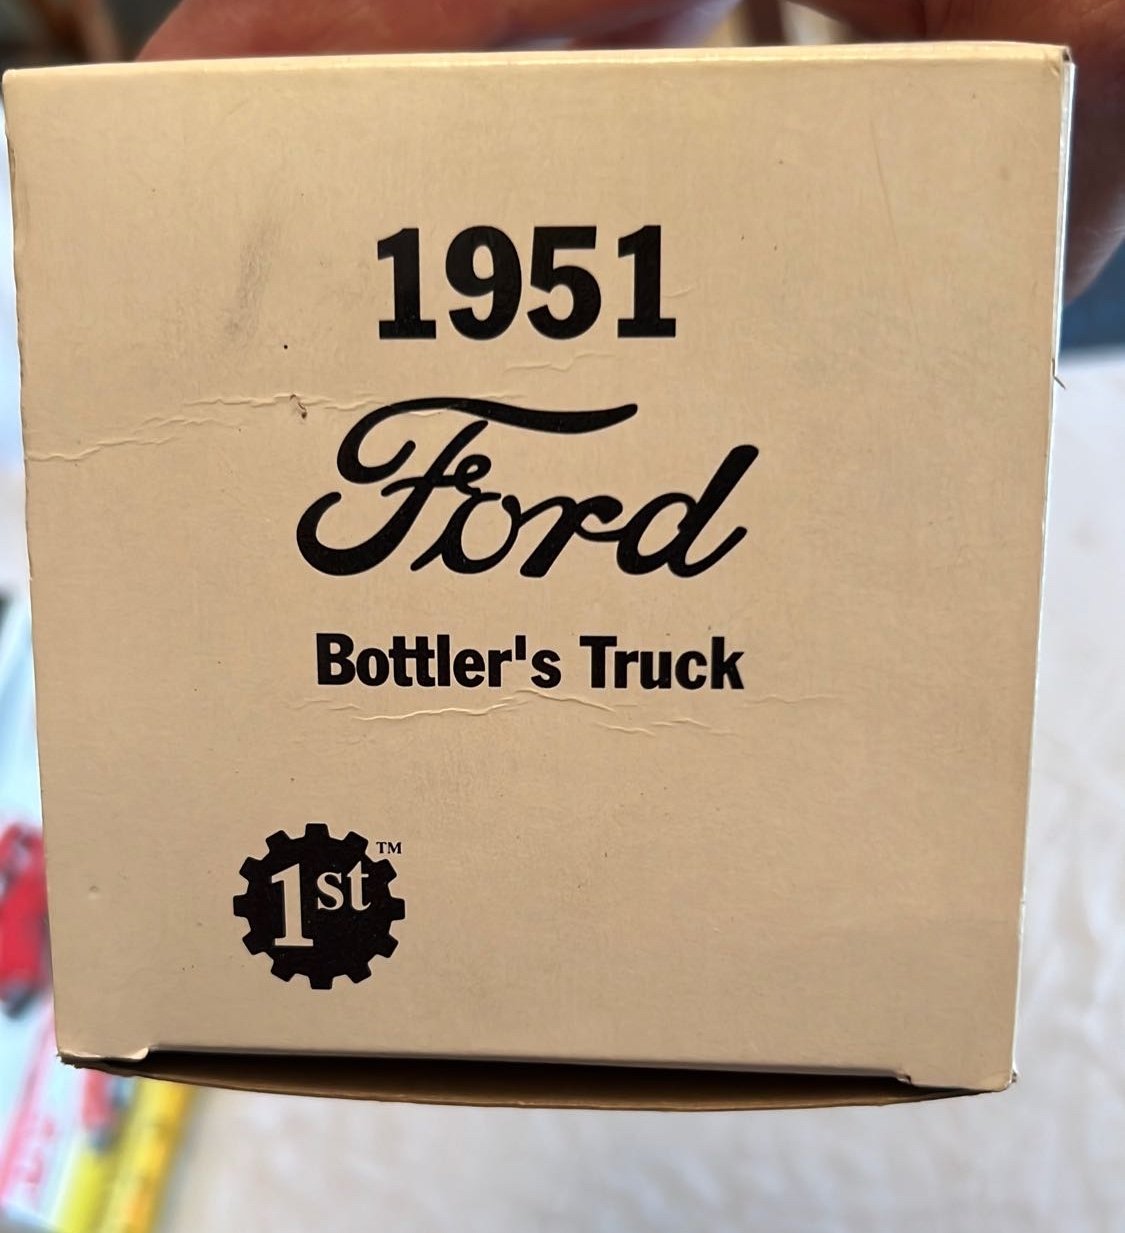 1951
Ford
Bottler's Truck
1st™